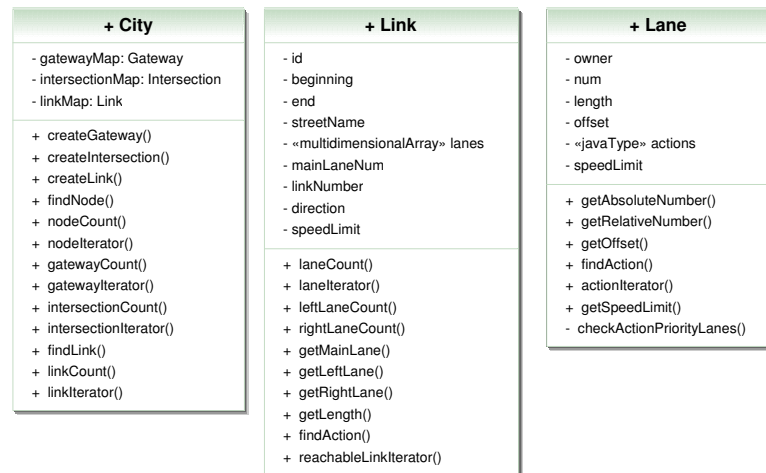 + City
- gatewayMap: Gateway
- intersectionMap: Intersection
- linkMap: Link
+ createGateway()
+ createIntersection()
+ createLink()
+ findNode()
+ nodeCount()
+ nodeIterator()
+ gatewayCount()
+ gatewayIterator()
+ intersectionCount()
+ intersectionIterator()
+ findLink()
+ linkCount()
+ linkIterator()
+ Link
- id
- beginning
- end
- streetName
- «multidimensionalArray» lanes
- mainLaneNum
- linkNumber
- direction
- speedLimit
+ laneCount()
+ laneIterator()
+ leftLaneCount()
+ rightLaneCount()
+ getMainLane()
+ getLeftLane()
+ getRightLane()
+ getLength()
+ findAction()
+ reachableLinkIterator()
+ Lane
- owner
- num
- length
- offset
- «javaType» actions
- speedLimit
+ getAbsoluteNumber()
+ getRelativeNumber()
+ getOffset()
+ findAction()
+ actionIterator()
+ getSpeedLimit()
- checkActionPriorityLanes()